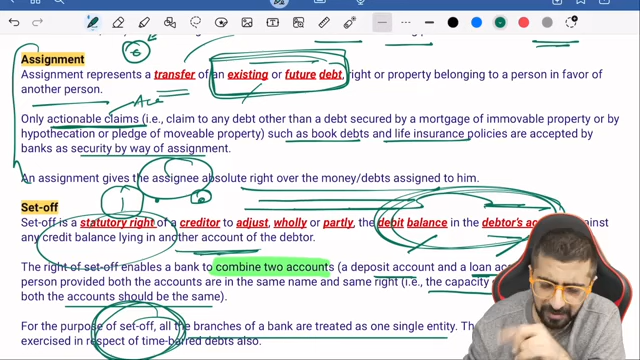 Assignment
Assignment represents a transfer of an existing or future debt, right or property belonging to a person in favor of
another person.
Ace
Only actionable claims (i.e., claim to any debt other than a debt secured by a mortgage of immovable property or by
hypothecation or pledge of moveable property) such as book debts and life insurance policies are accepted by
banks as security by way of assignment.
An assignment gives the assignee absolute right over the money/debts assigned to him.
Set-off
Set-off is a statutory right of a creditor to adjust, wholly or partly, the debit balance in the debtor's
any credit balance lying in another account of the debtor.
The right of set-off enables a bank to combine two accounts (a deposit account and a loan
person provided both the accounts are in the same name and same right (i.e., the capacity
both the accounts should be the same).
For the purpose of set-off, all the branches of a bank are treated as one single entity.
exercised in respect of time-barred debts also.